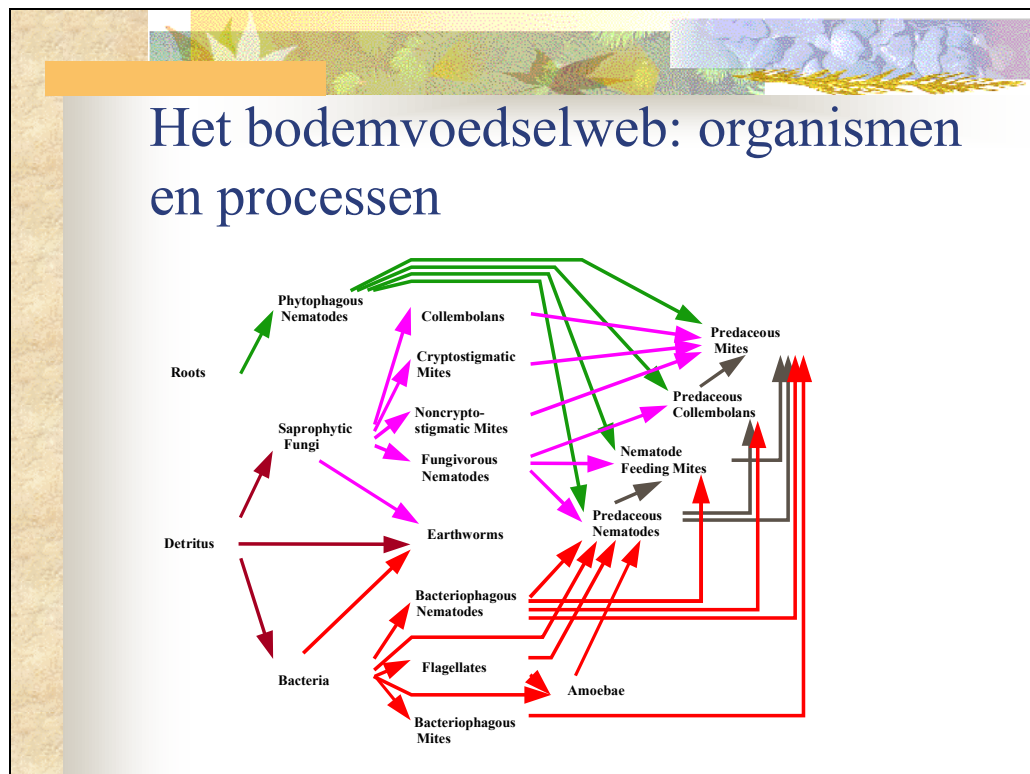 Het bodemvoedselweb: organismen
en processen
Phytophagous
Nematodes
Collembolans
Predaceous
Mites
Cryptostigmatic
Mites
Roots
Predaceous
Collembolans
Noncrypto-
stigmatic Mites
Saprophytic
Fungi
Nematode
Feeding Mites
Fungivorous
Nematodes
Predaceous
Nematodes
Earthworms
Detritus
Bacteriophagous
Nematodes
Flagellates
Bacteria
Amoebae
Bacteriophagous
Mites